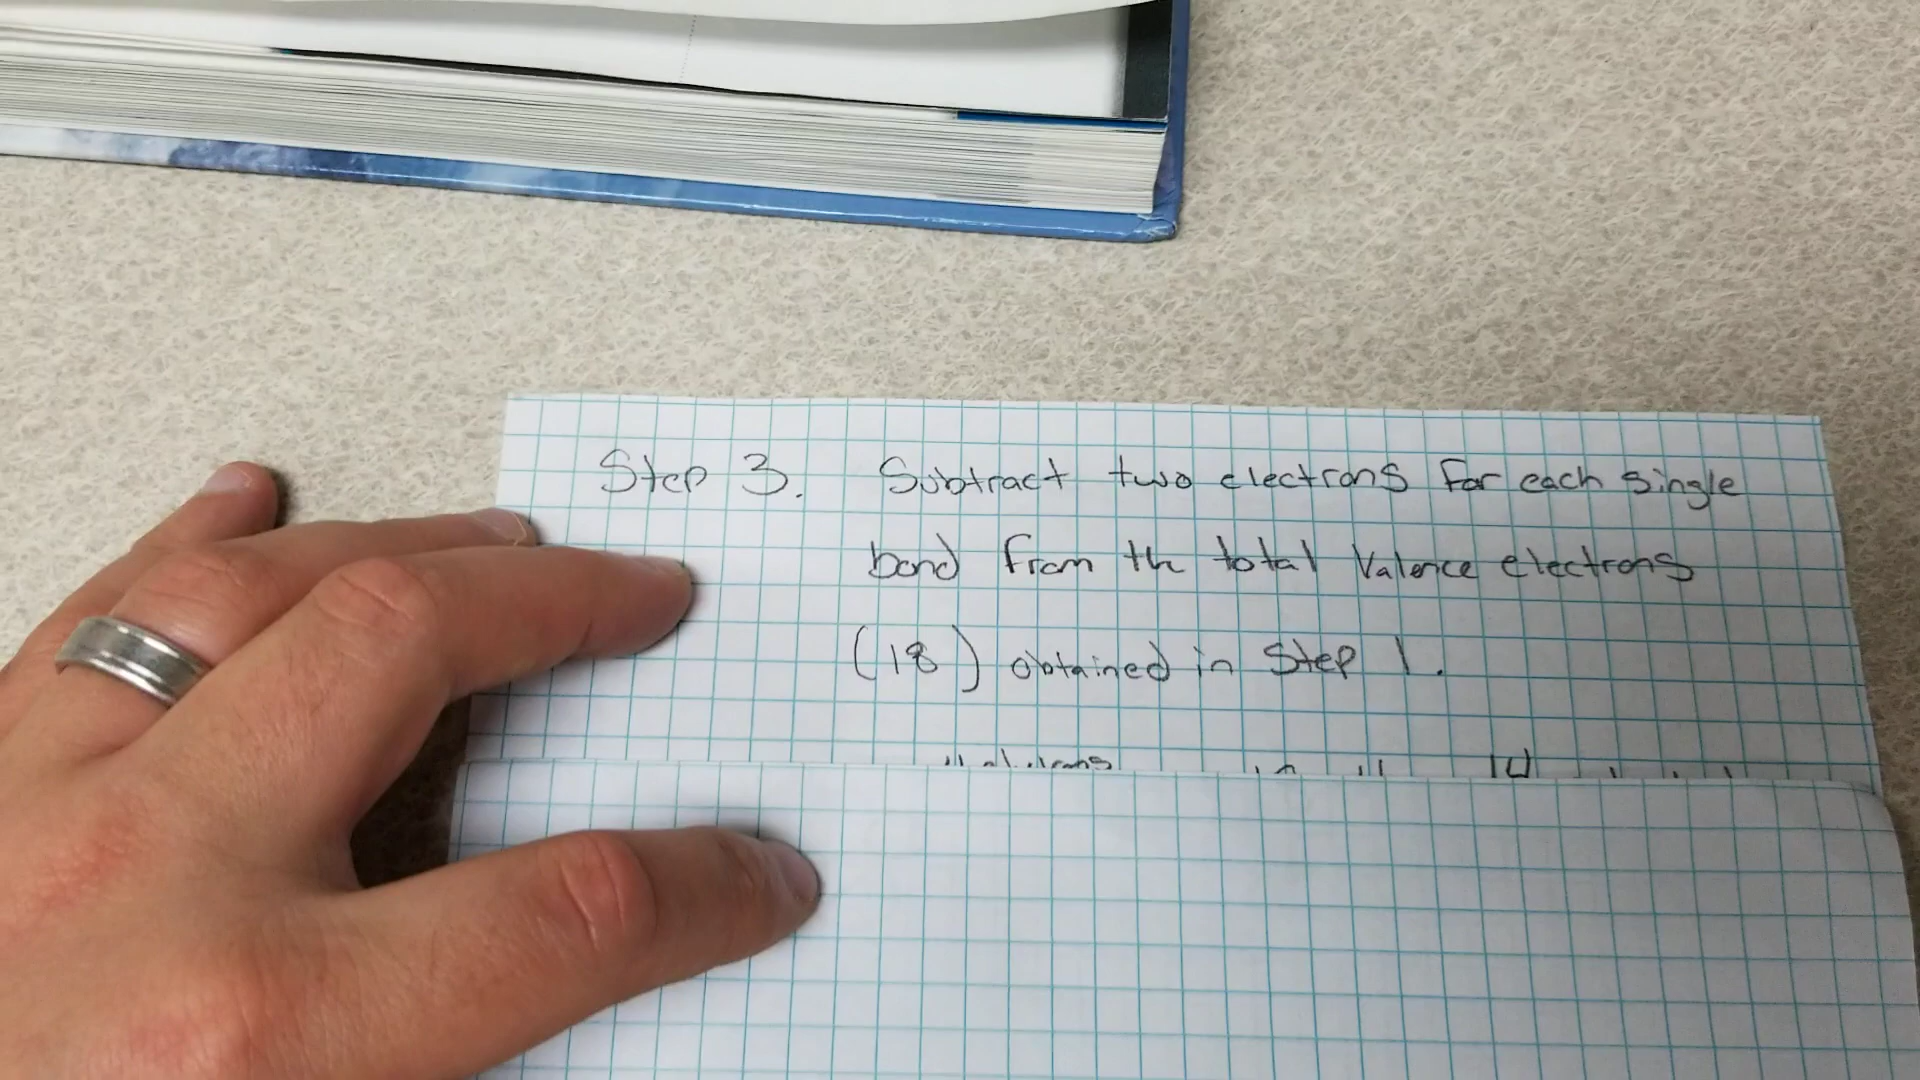 Step 3. Subtract two electrons for each single
bond from the total valence electrons
(18) obtained in Step 1.
14